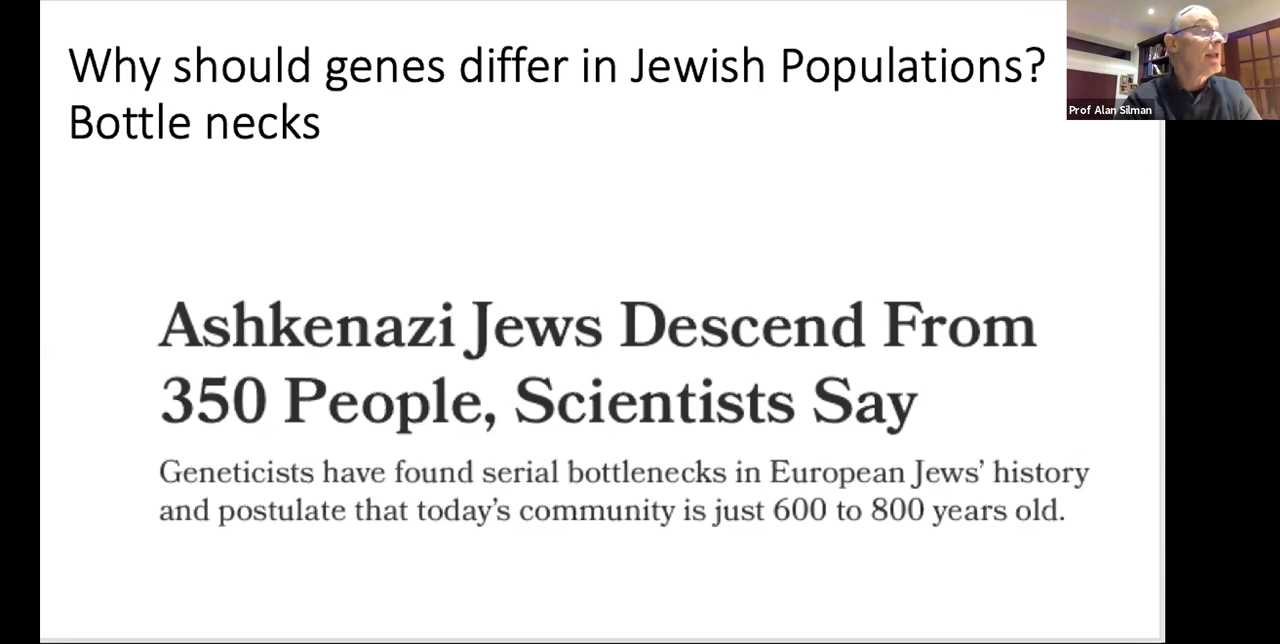 Why should genes differ in Jewish Populations?
Bottle necks
Prof Alan Silman
Ashkenazi Jews Descend From
350 People, Scientists Say
Geneticists have found serial bottlenecks in European Jews’ history
and postulate that today’s community is just 600 to 800 years old.